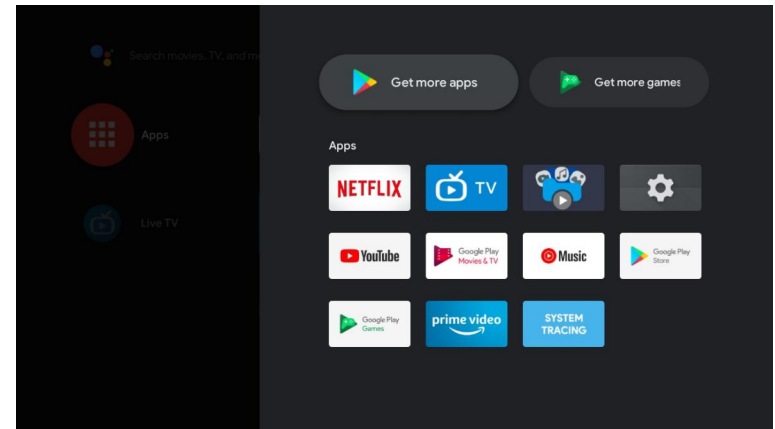 Search movies, TV, and m
Get more apps
Get more games
Apps
Apps
NETFLIX
TV
Live TV
YouTube
Google Play
Movies & TV
Music
Google Play
Store
Google Play
Games
prime video
SYSTEM
TRACING